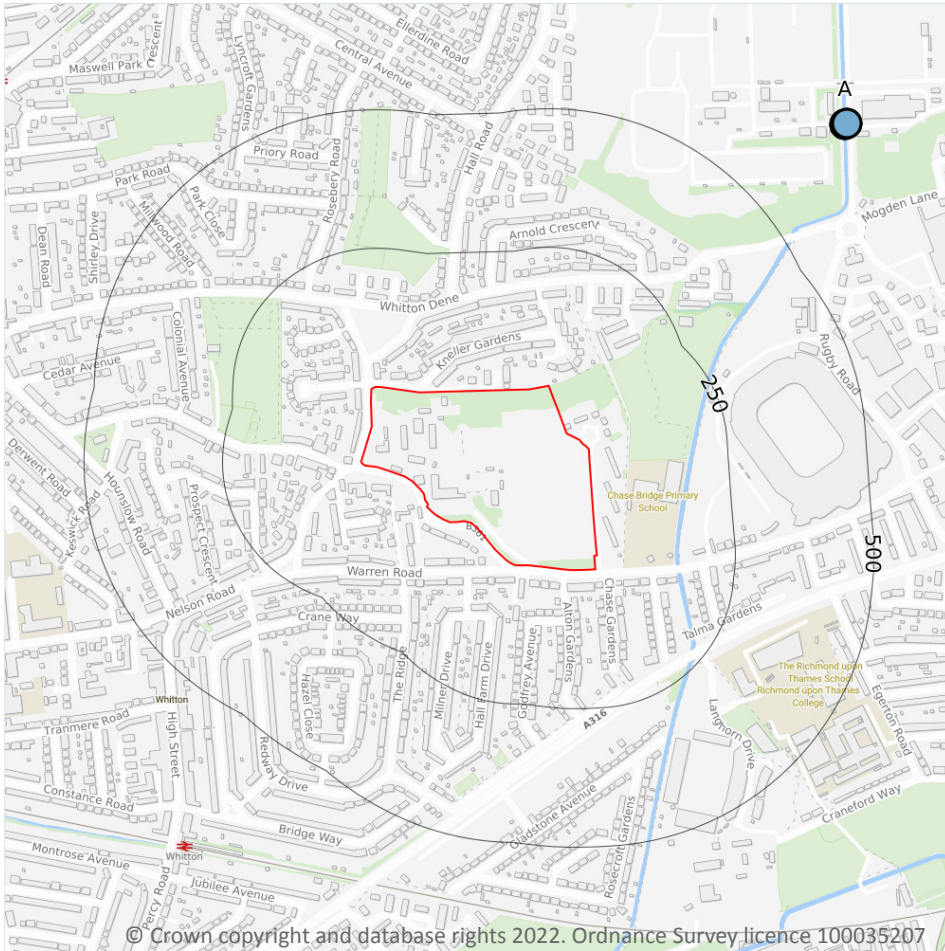 Ellerdine Road
Central Avenue
Maswell Park
Crescent
Lyncroft Gardens
A
Hall Road
Priory Road
Rosebery Road
Park Road
Park Close
Millwood Road
Mogden Lane
Arnold Crescent
Dean Road
Shirley Drive
Whitton Dene
Colonial Avenue
Kneller Gardens
Rugby Road
Cedar Avenue
250
Derwent Road
Hounslow Road
Keswick Road
Prospect Crescent
Chase Bridge Primary
School
B361
500
Warren Road
Nelson Road
Chase Gardens
Crane Way
Alton Gardens
Talma Gardens
The Ridge
Milner Drive
Hall Farm Drive
Godfrey Avenue
Hazel Close
The Richmond upon
Thames School
Richmond upon Thames
College
Whitton
Egerton Road
Langhorn Drive
A316
Tranmere Road
High Street
Redway Drive
Constance Road
Gladstone Avenue
Rosecroft Gardens
Craneford Way
Bridge Way
Whitton
Montrose Avenue
Jubilee Avenue
Percy Road
© Crown copyright and database rights 2022. Ordnance Survey licence 100035207